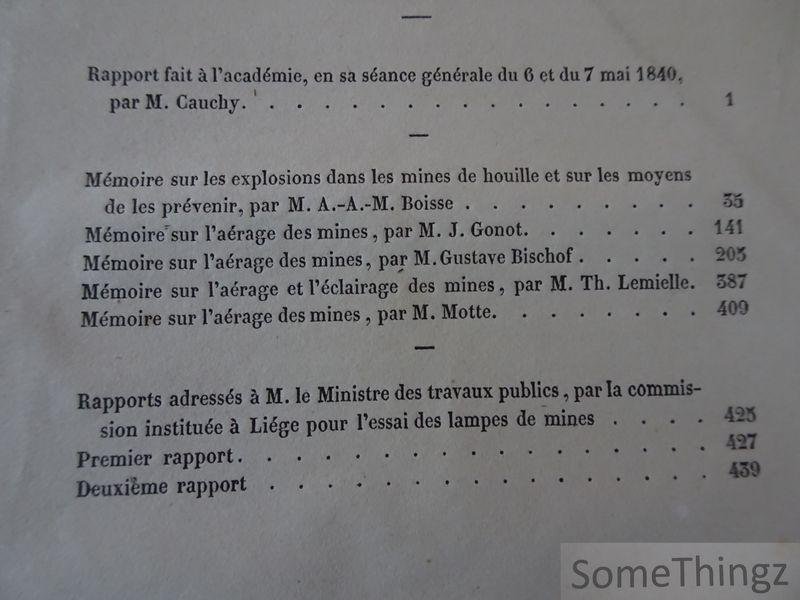 Rapport fait à l'académie, en sa séance générale du 6 et du 7 mai 1840,
par M. Cauchy. . . . . . . . . . . . . . . . . 1
Mémoire sur les explosions dans les mines de houille et sur les moyens
de les prévenir, par M. A.-A.-M. Boisse . . . . . . . . . 35
Mémoire sur l'aérage des mines, par M. J. Gonot. . . . . . . 141
Mémoire sur l'aérage des mines, par M. Gustave Bischof. . . . . 203
Mémoire sur l'aérage et l'éclairage des mines, par M. Th. Lemielle. 387
Mémoire sur l'aérage des mines, par M. Motte. . . . . . . . 409
Rapports adressés à M. le Ministre des travaux publics, par la commis-
sion instituée à Liége pour l'essai des lampes de mines . . . . 425
Premier rapport. . . . . . . . . . . . . . . . . 427
Deuxième rapport . . . . . . . . . . . . . . . . 439
SomeThingz